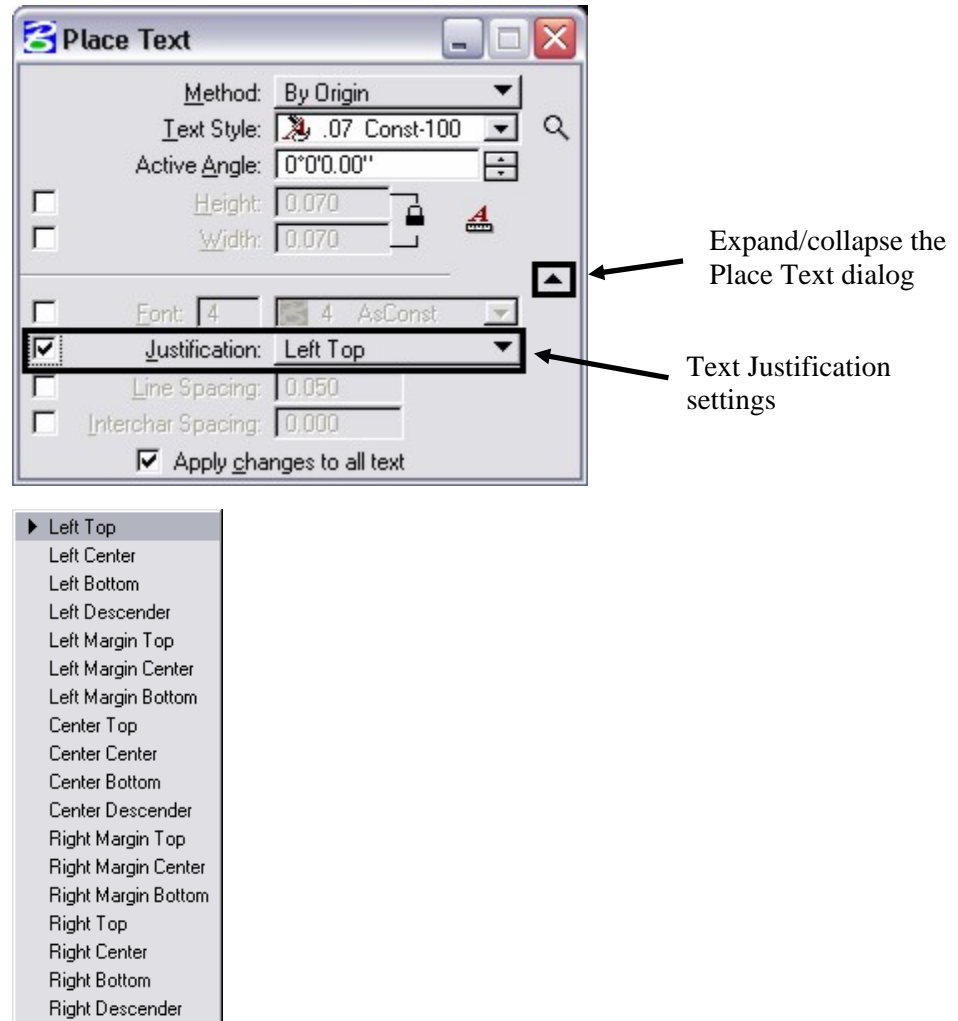 Place Text
Method: By Origin
Text Style: .07 Const-100
Active Angle: 0°0'0.00"
Height: 0.070
Width: 0.070
Expand/collapse the
Place Text dialog
Font: 4 4 AsConst
Justification: Left Top
Text Justification
settings
Line Spacing: 0.050
Interchar Spacing: 0.000
Apply changes to all text
Left Top
Left Center
Left Bottom
Left Descender
Left Margin Top
Left Margin Center
Left Margin Bottom
Center Top
Center Center
Center Bottom
Center Descender
Right Margin Top
Right Margin Center
Right Margin Bottom
Right Top
Right Center
Right Bottom
Right Descender